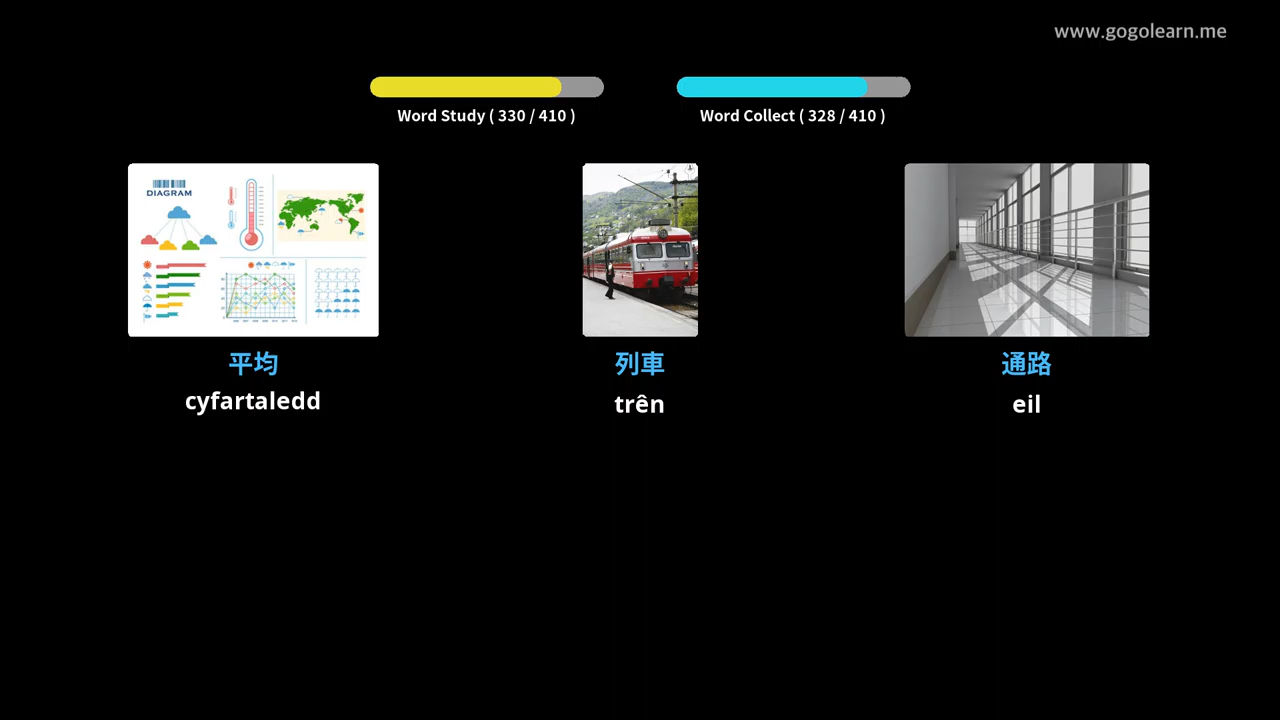 www.gogolearn.me
Word Study ( 330 / 410 )
Word Collect ( 328 / 410 )
DIAGRAM
平均
cyfartaledd
列車
trên
通路
eil